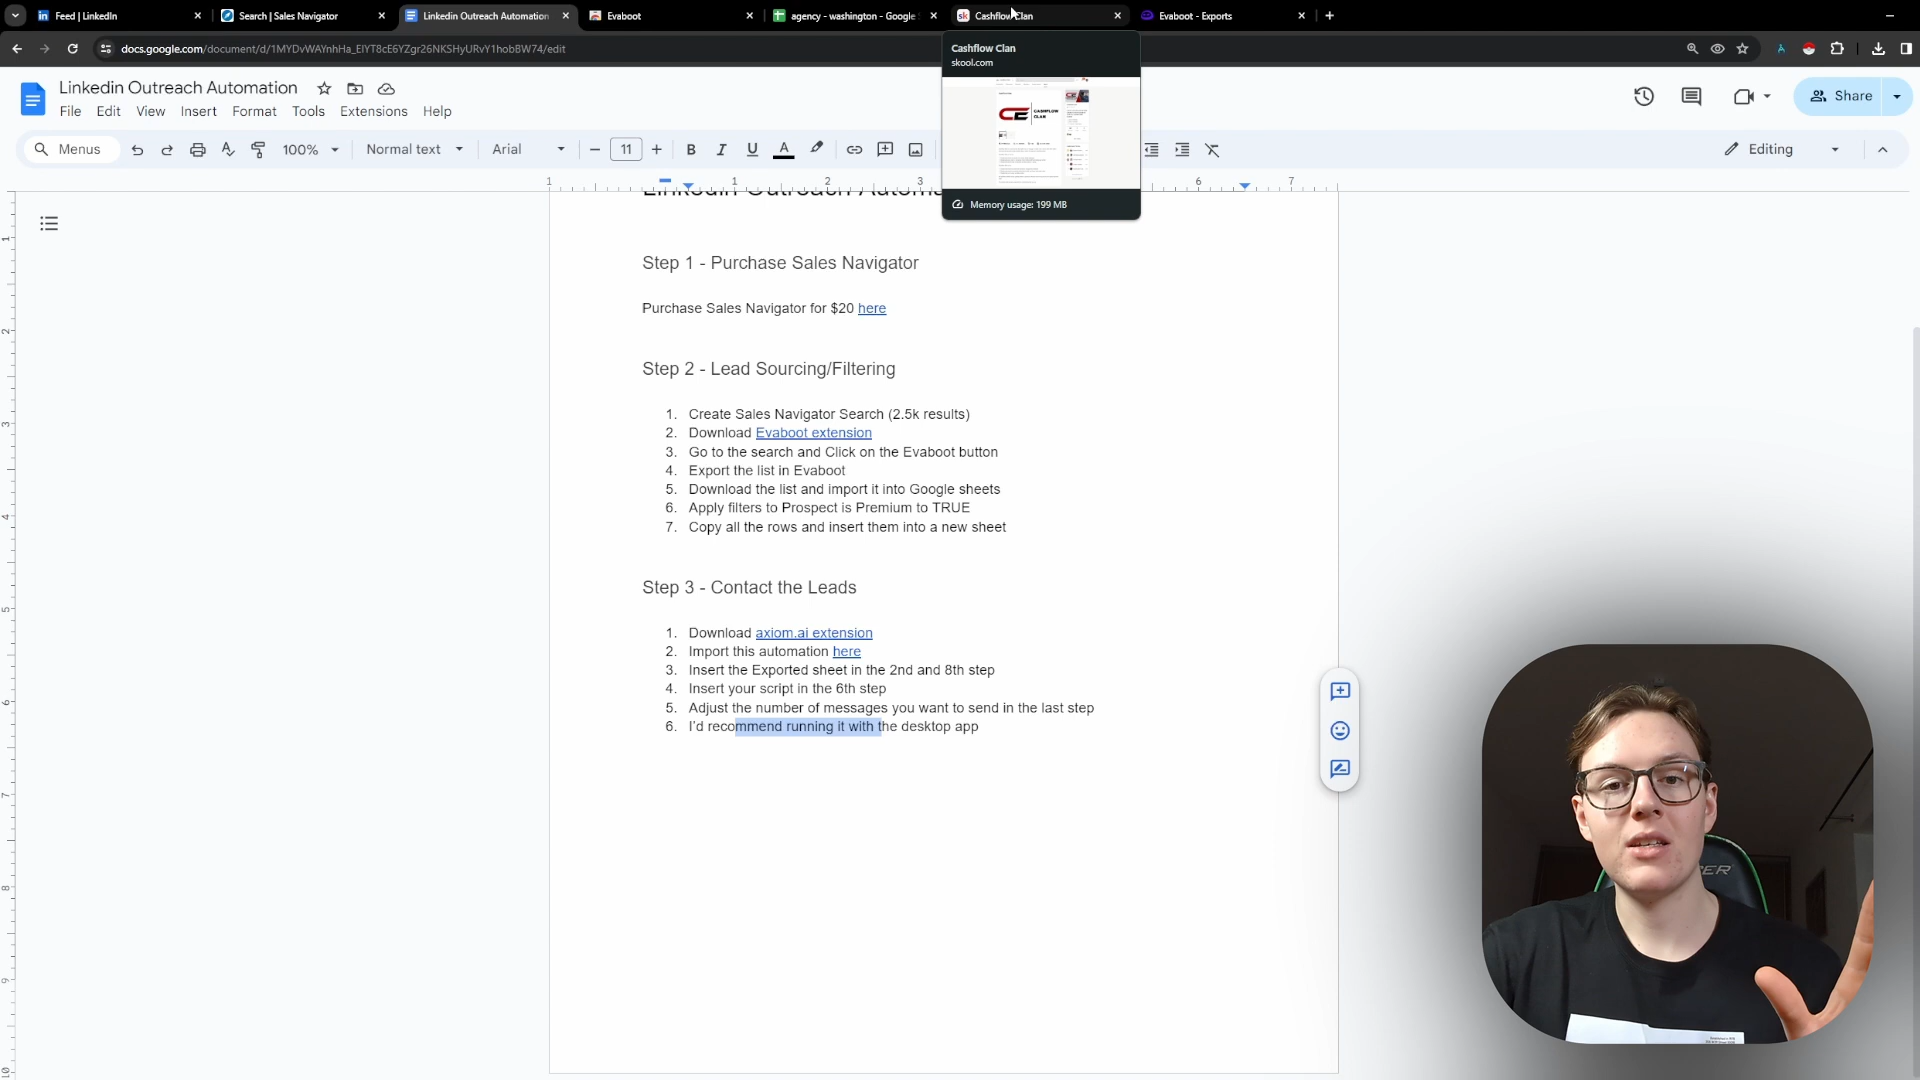 Feed | LinkedIn
Search | Sales Navigator
Linkedin Outreach Automation
Evaboot
agency - washington - Google
Cashflow Clan
Evaboot - Exports
docs.google.com/document/d/1MYDvWAYnhHa_EIYT8cE6YZgr26NKSHyURvY1hobBW74/edit
Cashflow Clan
skool.com
CASHFLOW
CLAN
Memory usage: 199 MB
Linkedin Outreach Automation
File Edit View Insert Format Tools Extensions Help
Share
Menus
100%
Normal text
Arial
11
Editing
Linkedin Outreach Automa
Step 1 - Purchase Sales Navigator
Purchase Sales Navigator for $20 here
Step 2 - Lead Sourcing/Filtering
1. Create Sales Navigator Search (2.5k results)
2. Download Evaboot extension
3. Go to the search and Click on the Evaboot button
4. Export the list in Evaboot
5. Download the list and import it into Google sheets
6. Apply filters to Prospect is Premium to TRUE
7. Copy all the rows and insert them into a new sheet
Step 3 - Contact the Leads
1. Download axiom.ai extension
2. Import this automation here
3. Insert the Exported sheet in the 2nd and 8th step
4. Insert your script in the 6th step
5. Adjust the number of messages you want to send in the last step
6. I'd recommend running it with the desktop app